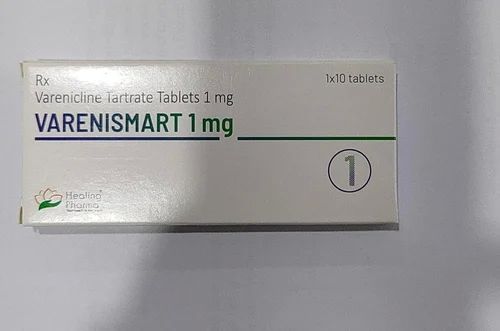 Rx
1x10 tablets
Varenicline Tartrate Tablets 1 mg
VARENISMART 1 mg
1
Healing
Pharma